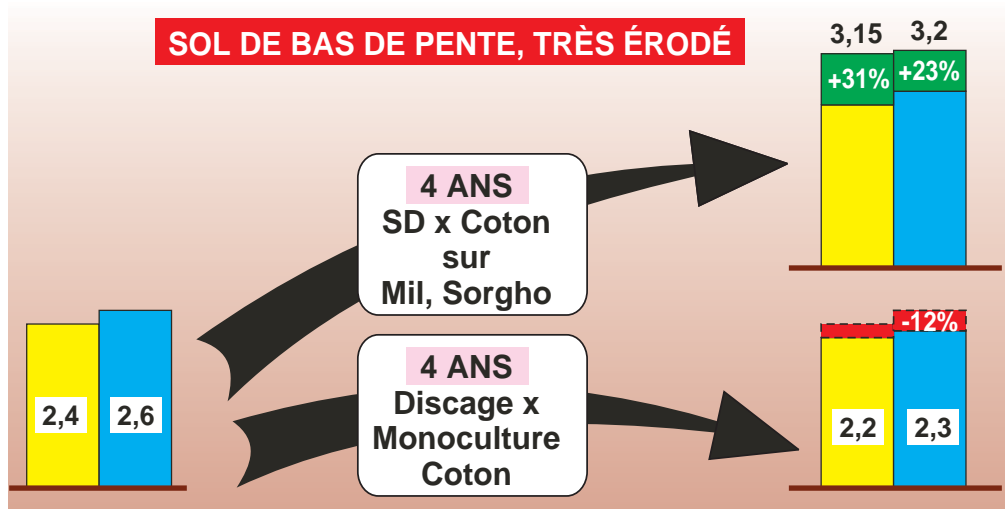 SOL DE BAS DE PENTE, TRÈS ÉRODÉ
3,15 3,2
+31% +23%
4 ANS
SD x Coton
sur
Mil, Sorgho
2,4 2,6
4 ANS
Discage x
Monoculture
Coton
-12%
2,2 2,3